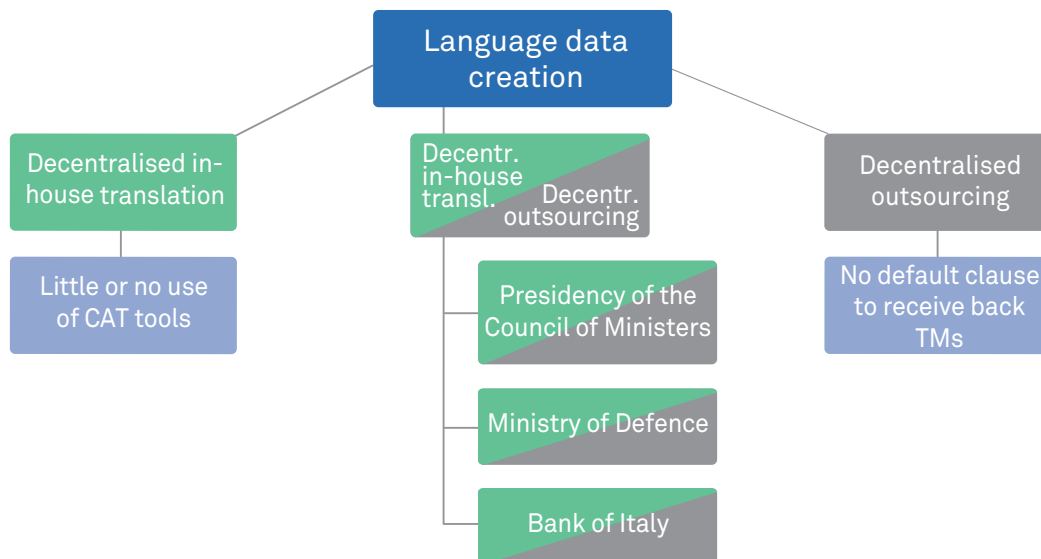 Language data
creation
Decentralised in-
house translation
Decentr.
in-house
transl.
Decentr.
outsourcing
Decentralised
outsourcing
Little or no use
of CAT tools
No default clause
to receive back
TMs
Presidency of the
Council of Ministers
Ministry of Defence
Bank of Italy